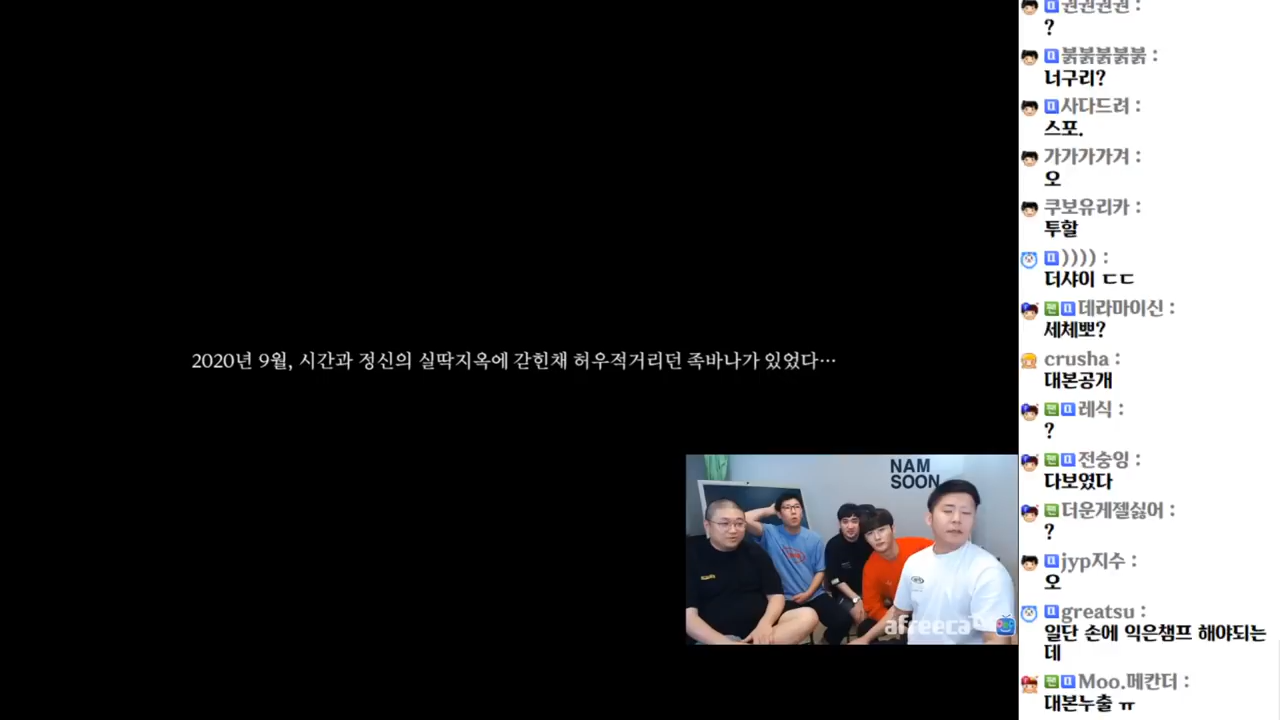 2020년 9월, 시간과 정신의 실딱지옥에 갇힌채 허우적거리던 족바나가 있었다…
NAM
SOON
afreeca
권권권권 :
?
붉붉붉붉붉 :
너구리?
사다드려 :
스포.
가가가가겨 :
오
쿠보유리카 :
투할
)))) :
더샤이 ㄷㄷ
팬 데라마이신 :
세체뽀?
crusha :
대본공개
팬 레식 :
?
팬 전숭잉 :
다보였다
팬 더운게젤싫어 :
?
jyp지수 :
오
greatsu :
일단 손에 익은챔프 해야되는
데
팬 Moo.메칸더 :
대본누출 ㅠ